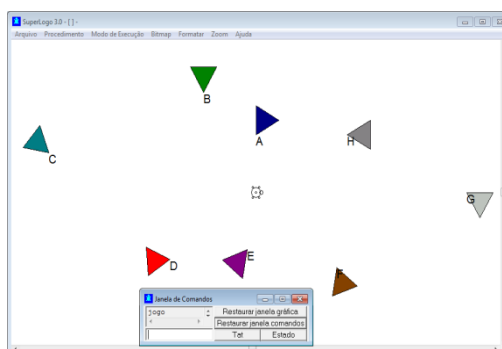 SuperLogo 3.0 - [ ] -
Arquivo Procedimento Modo de Execução Bitmap Formatar Zoom Ajuda
B
A
H
C
G
E
D
F
Janela de Comandos
jogo
Restaurar janela gráfica
Restaurar janela comandos
Tat Estado